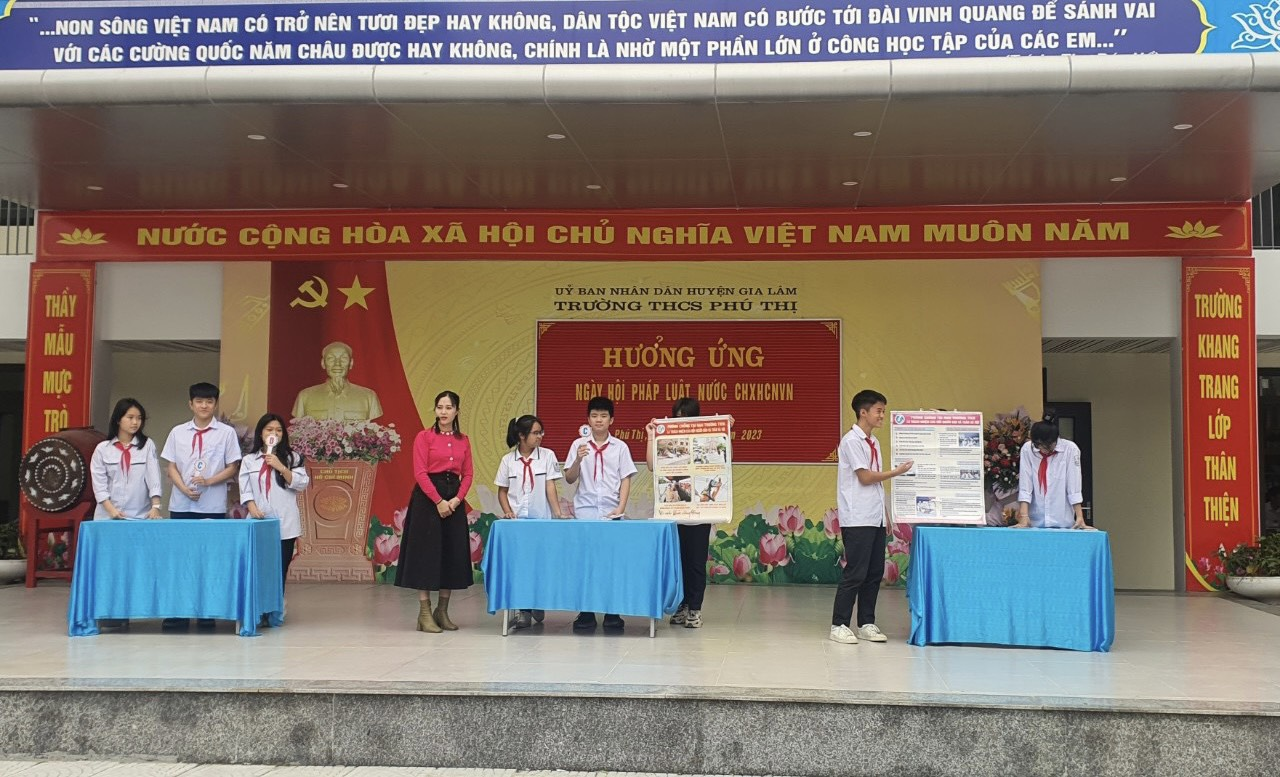 "...NON SÔNG VIỆT NAM CÓ TRỞ NÊN TƯƠI ĐẸP HAY KHÔNG, DÂN TỘC VIỆT NAM CÓ BƯỚC TỚI ĐÀI VINH QUANG ĐỂ SÁNH VAI
VỚI CÁC CƯỜNG QUỐC NĂM CHÂU ĐƯỢC HAY KHÔNG, CHÍNH LÀ NHỜ MỘT PHẦN LỚN Ở CÔNG HỌC TẬP CỦA CÁC EM..."
NƯỚC CỘNG HÒA XÃ HỘI CHỦ NGHĨA VIỆT NAM MUÔN NĂM
THẦY
MẪU
MỰC
TRÒ
UỶ BAN NHÂN DÂN HUYỆN GIA LÂM
TRƯỜNG THCS PHÚ THỊ
HƯỞNG ỨNG
NGÀY HỘI PHÁP LUẬT NƯỚC CHXHCNVN
Phú Thị
2023
TRƯỜNG
KHANG
TRANG
LỚP
THÂN
THIỆN
CHỦ TỊCH
HỒ CHÍ MINH